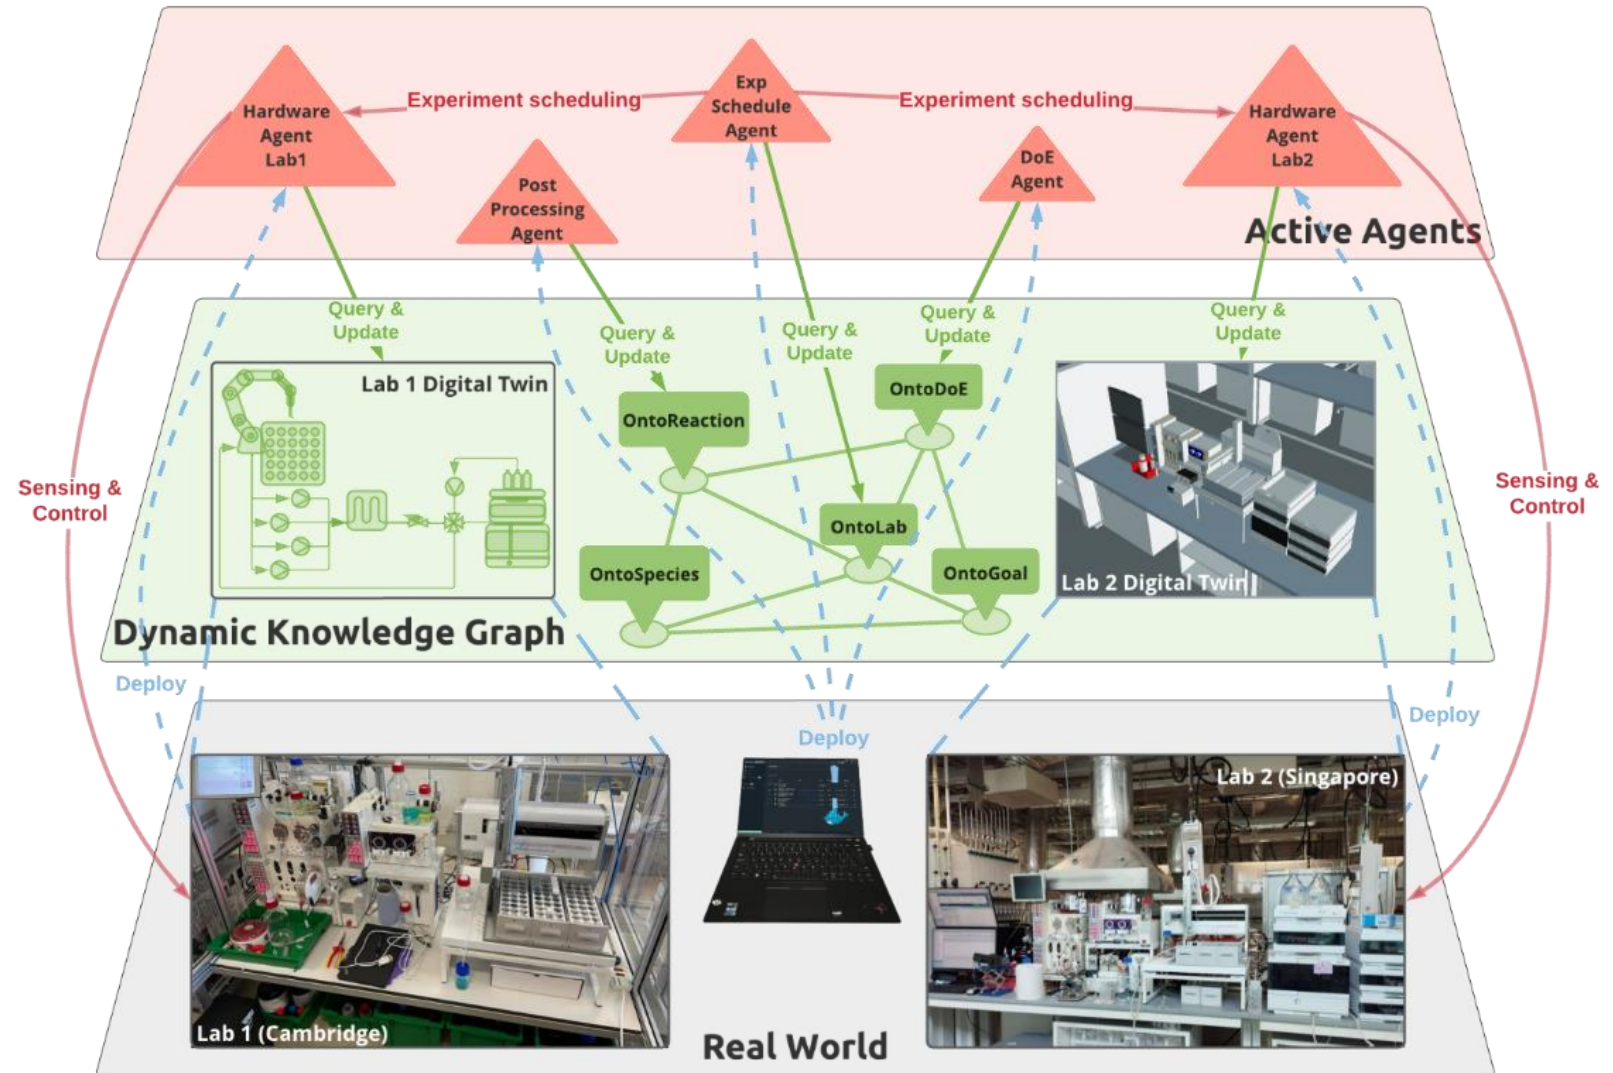 Hardware
Agent
Lab1
Experiment scheduling
Exp
Schedule
Agent
Experiment scheduling
Hardware
Agent
Lab2
Post
Processing
Agent
DoE
Agent
Active Agents
Query &
Update
Query &
Update
Query &
Update
Query &
Update
Query &
Update
Lab 1 Digital Twin
OntoReaction
OntoDoE
OntoLab
OntoSpecies
OntoGoal
Lab 2 Digital Twin
Sensing &
Control
Sensing &
Control
Dynamic Knowledge Graph
Deploy
Deploy
Deploy
Lab 1 (Cambridge)
Lab 2 (Singapore)
Real World